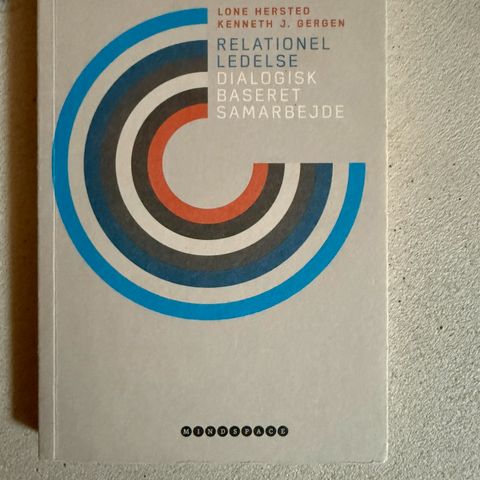 LONE HERSTED
KENNETH J. GERGEN
RELATIONEL
LEDELSE
DIALOGISK
BASERET
SAMARBEJDE
MINDSPACE